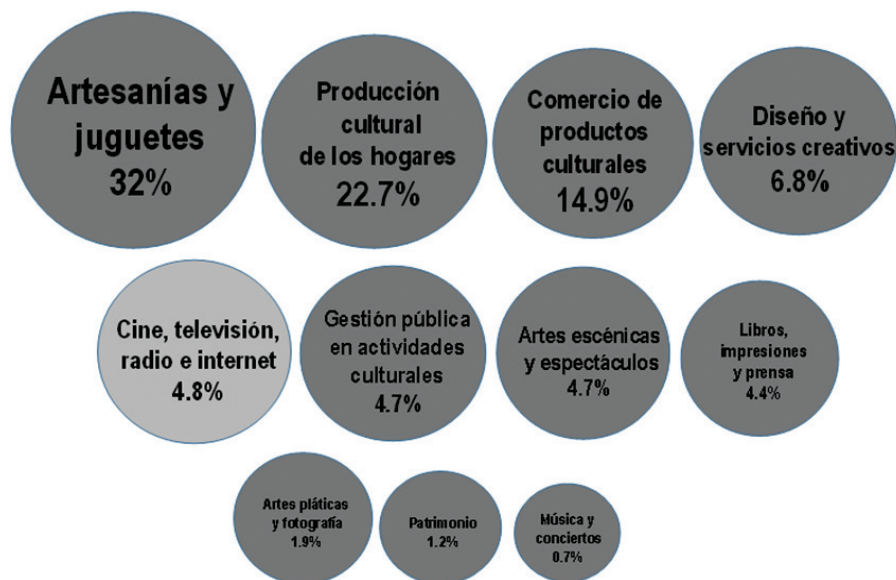 Artesanías y
juguetes
32%
Producción
cultural
de los hogares
22.7%
Comercio de
productos
culturales
14.9%
Diseño y
servicios creativos
6.8%
Cine, televisión,
radio e internet
4.8%
Gestión pública
en actividades
culturales
4.7%
Artes escénicas
y espectáculos
4.7%
Libros,
impresiones
y prensa
4.4%
Artes pláticas
y fotografía
1.9%
Patrimonio
1.2%
Música y
conciertos
0.7%